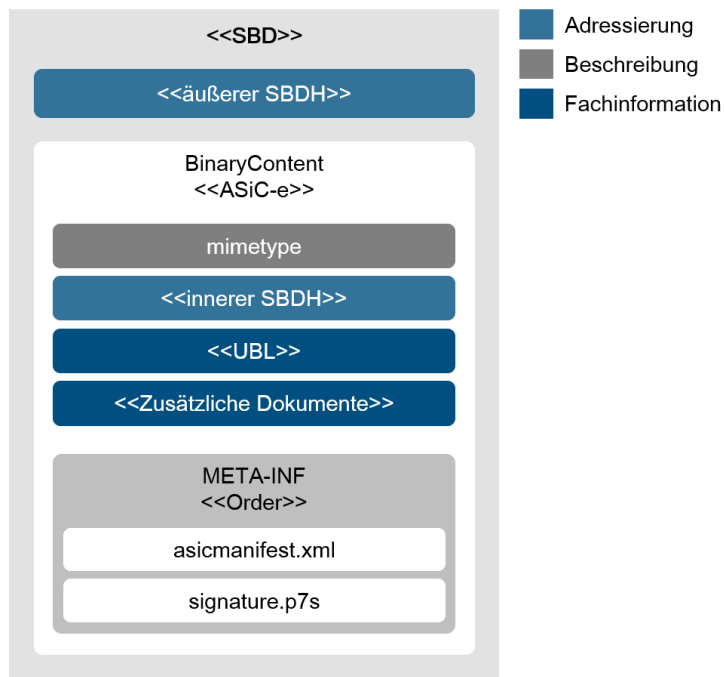 <<SBD>>
<<äußerer SBDH>>
BinaryContent
<<ASiC-e>>
mimetype
<<innerer SBDH>>
<<UBL>>
<<Zusätzliche Dokumente>>
META-INF
<<Order>>
asicmanifest.xml
signature.p7s
Adressierung
Beschreibung
Fachinformation